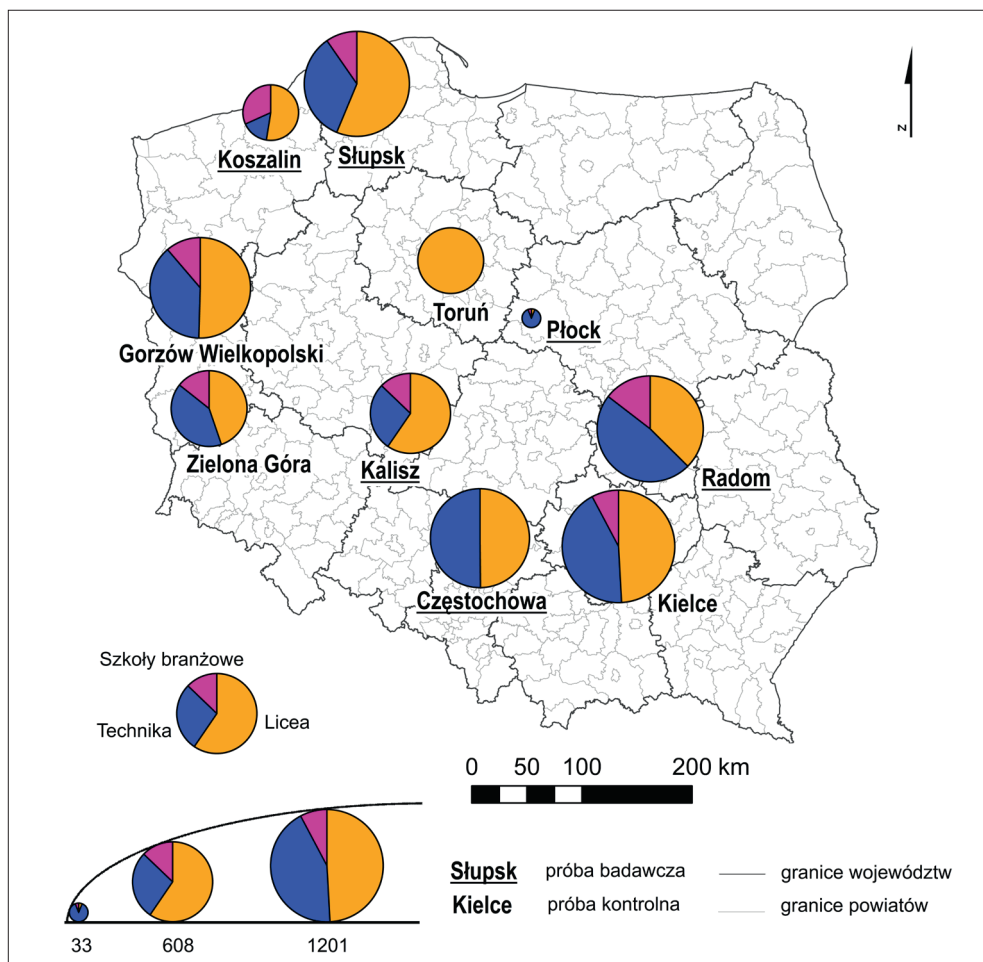 N
Koszalin
Słupsk
Toruń
Płock
Gorzów Wielkopolski
Zielona Góra
Kalisz
Radom
Częstochowa
Kielce
Szkoły branżowe
Technika
Licea
0 50 100 200 km
33 608 1201
Słupsk próba badawcza granice województw
Kielce próba kontrolna granice powiatów